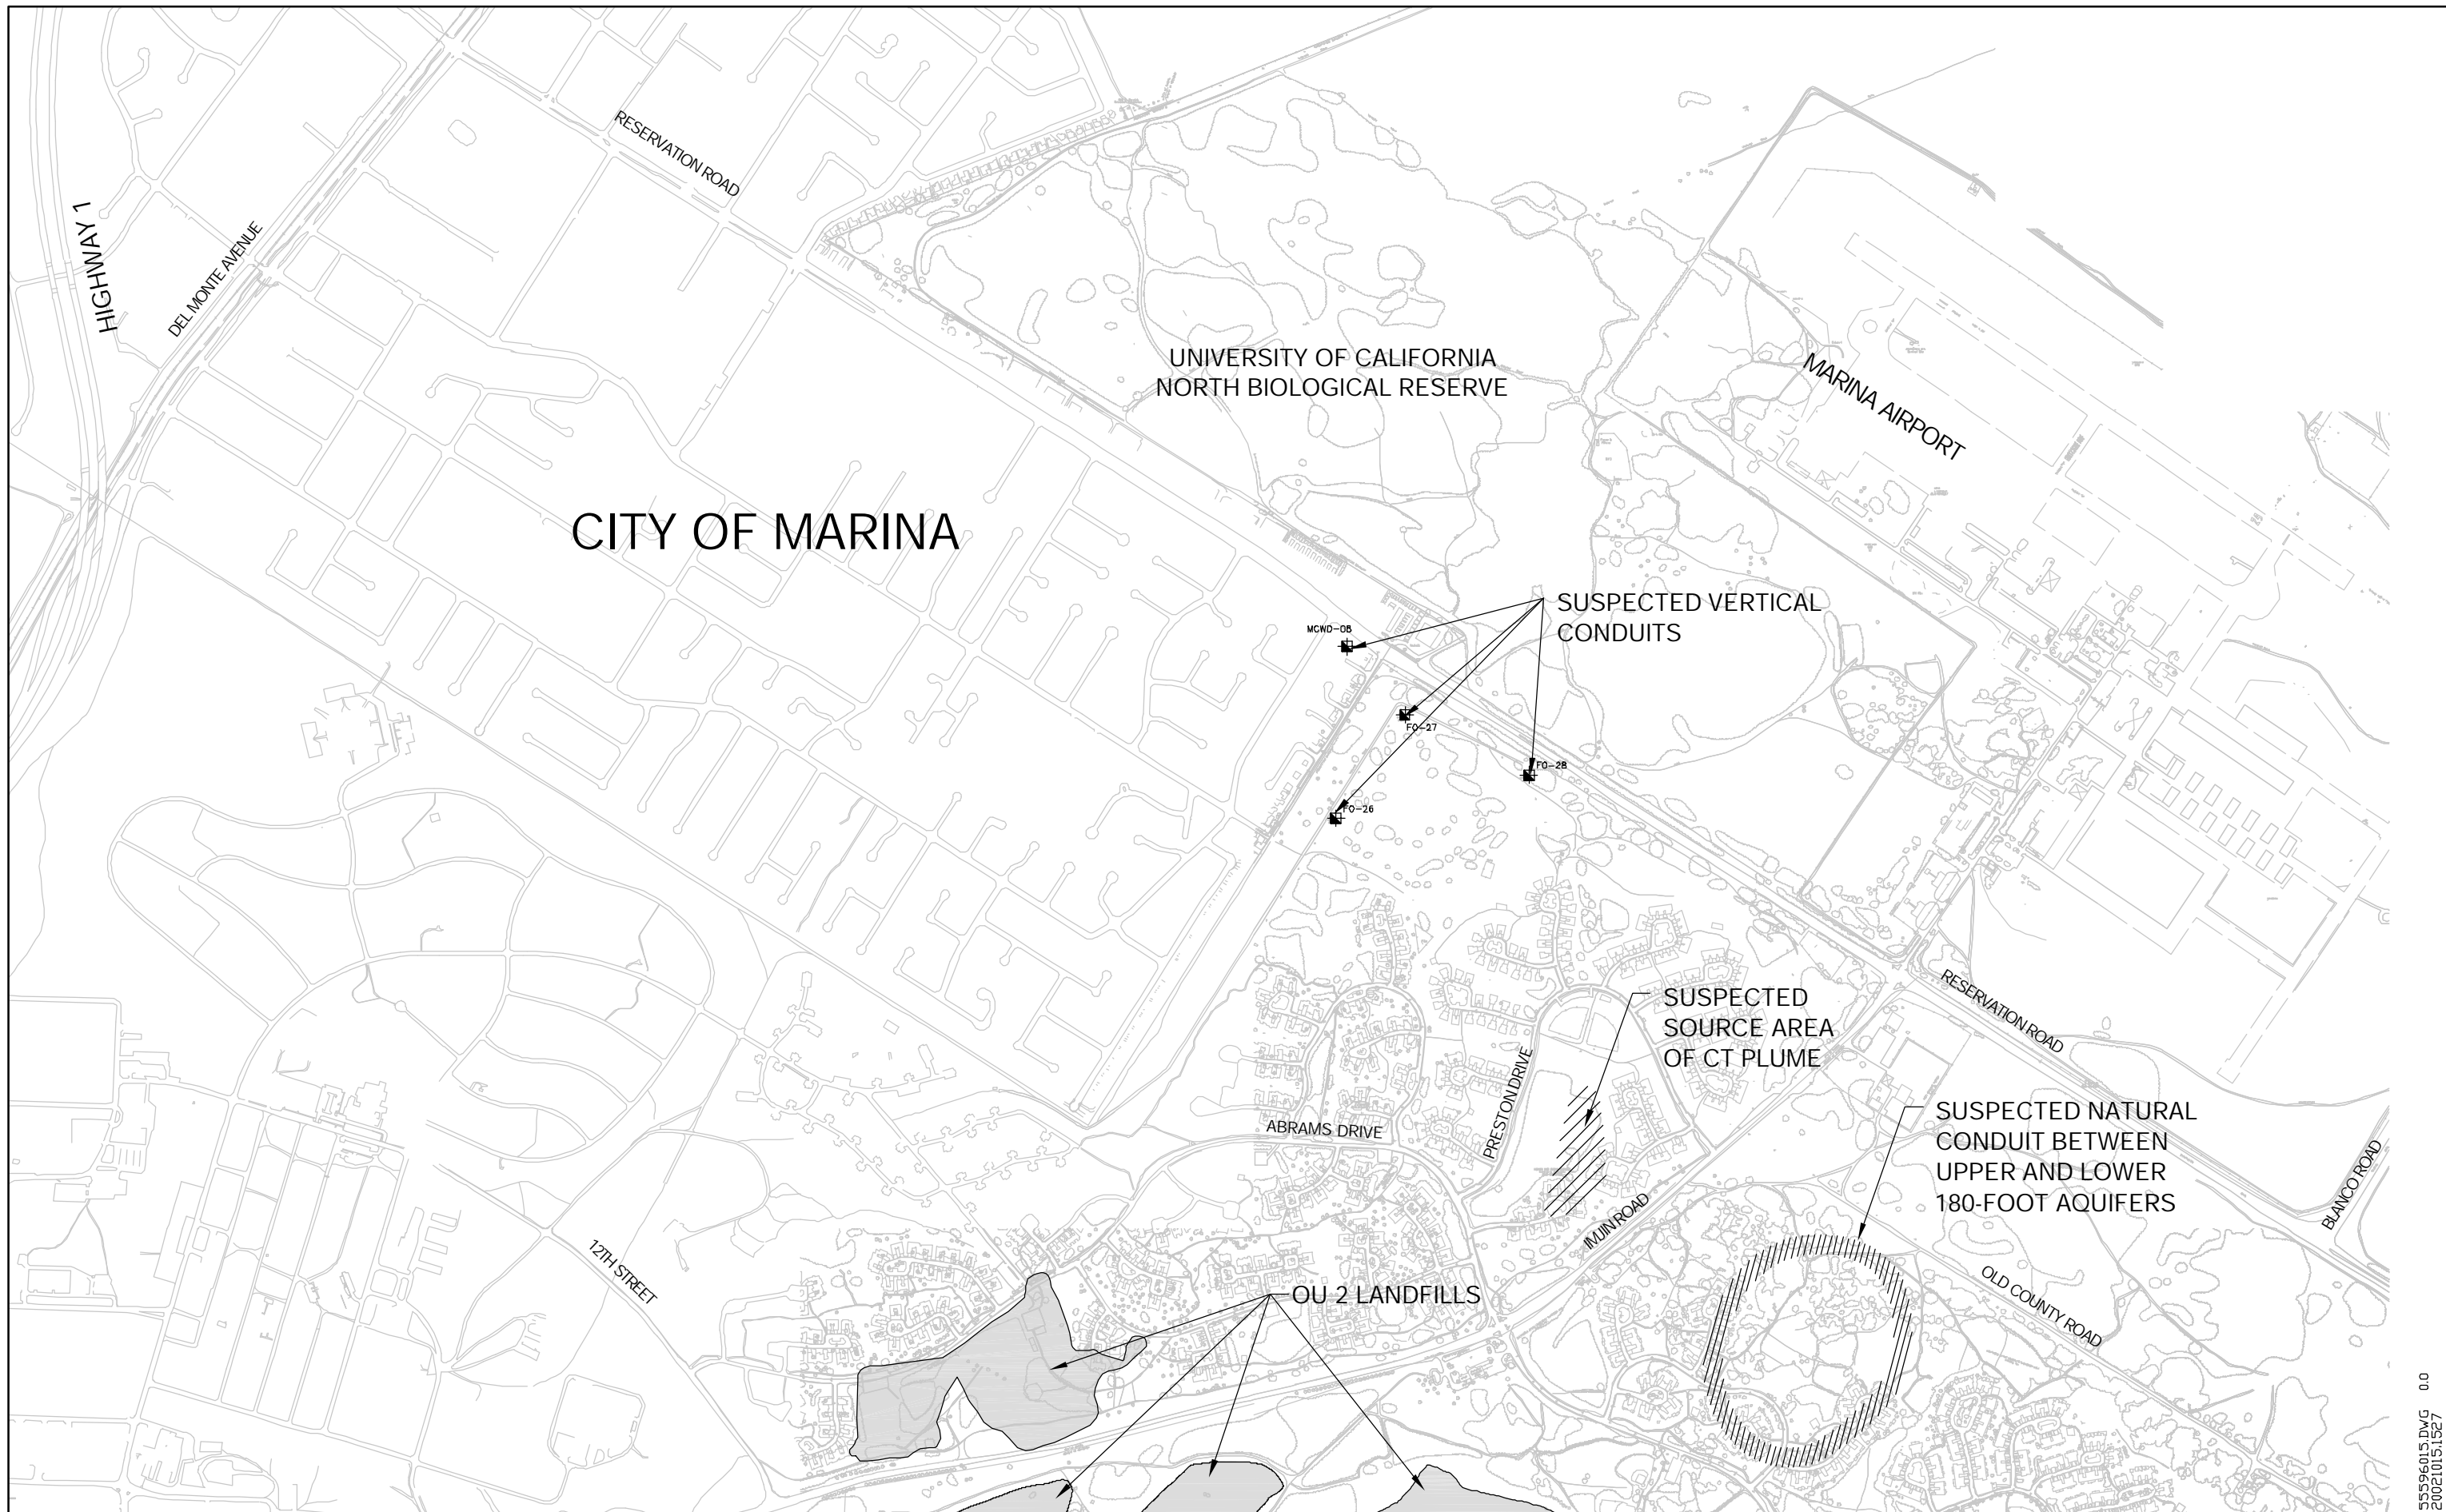 RESERVATION ROAD
HIGHWAY 1
DEL MONTE AVENUE
UNIVERSITY OF CALIFORNIA
NORTH BIOLOGICAL RESERVE
MARINA AIRPORT
CITY OF MARINA
SUSPECTED VERTICAL
CONDUITS
MCWD-08
FO-27
FO-28
FO-26
SUSPECTED
SOURCE AREA
OF CT PLUME
RESERVATION ROAD
PRESTON DRIVE
ABRAMS DRIVE
SUSPECTED NATURAL
CONDUIT BETWEEN
UPPER AND LOWER
180-FOOT AQUIFERS
BLANCO ROAD
IMJIN ROAD
12TH STREET
OU 2 LANDFILLS
OLD COUNTY ROAD
55596015.DWG 0.0
20021015.1527